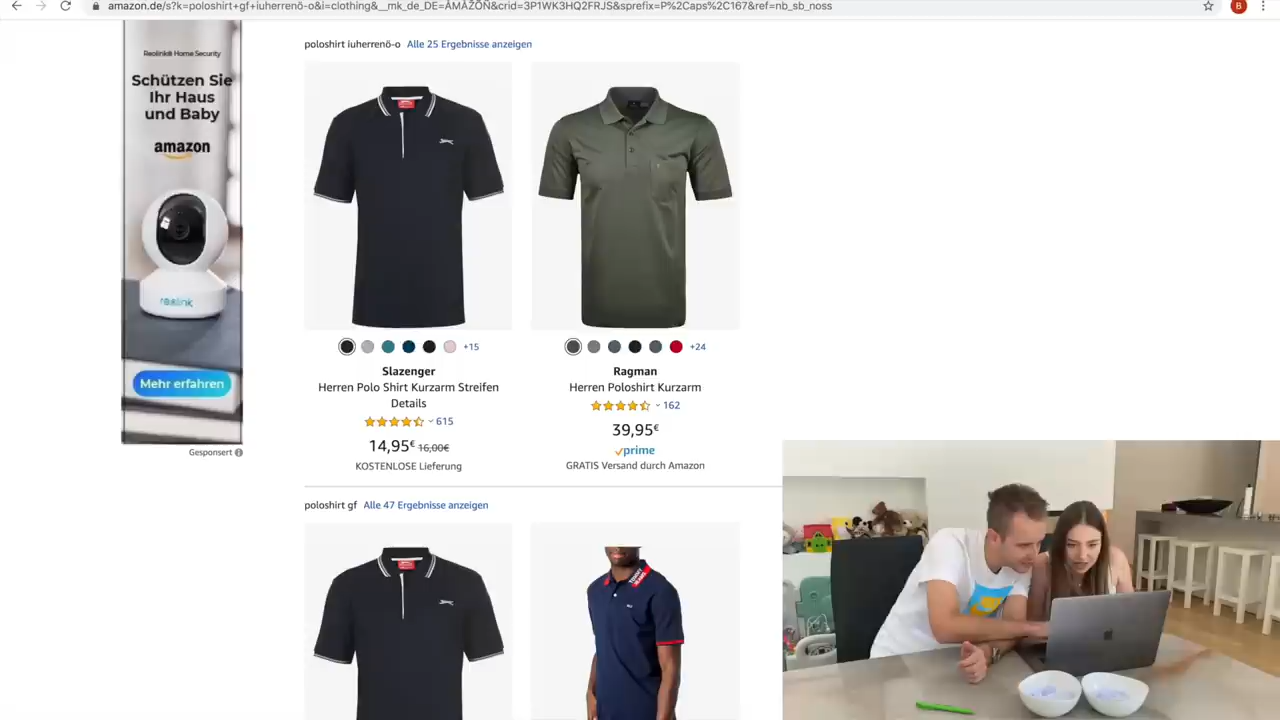 amazon.de/s?k=poloshirt+gf+iuherrenö-o&i=clothing&__mk_de_DE=ÅMÅŽÕÑ&crid=3P1WK3HQ2FRJS&sprefix=P%2Caps%2C167&ref=nb_sb_noss
B
Reolink® Home Security
Schützen Sie
Ihr Haus
und Baby
amazon
reolink
Mehr erfahren
Gesponsert
poloshirt iuherrenö-o Alle 25 Ergebnisse anzeigen
+15
Slazenger
Herren Polo Shirt Kurzarm Streifen
Details
615
14,95€ 16,00€
KOSTENLOSE Lieferung
+24
Ragman
Herren Poloshirt Kurzarm
162
39,95€
prime
GRATIS Versand durch Amazon
poloshirt gf Alle 47 Ergebnisse anzeigen